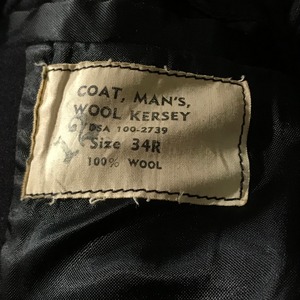 COAT, MAN'S,
WOOL KERSEY
DSA 100-2739
Size 34R
100% WOOL